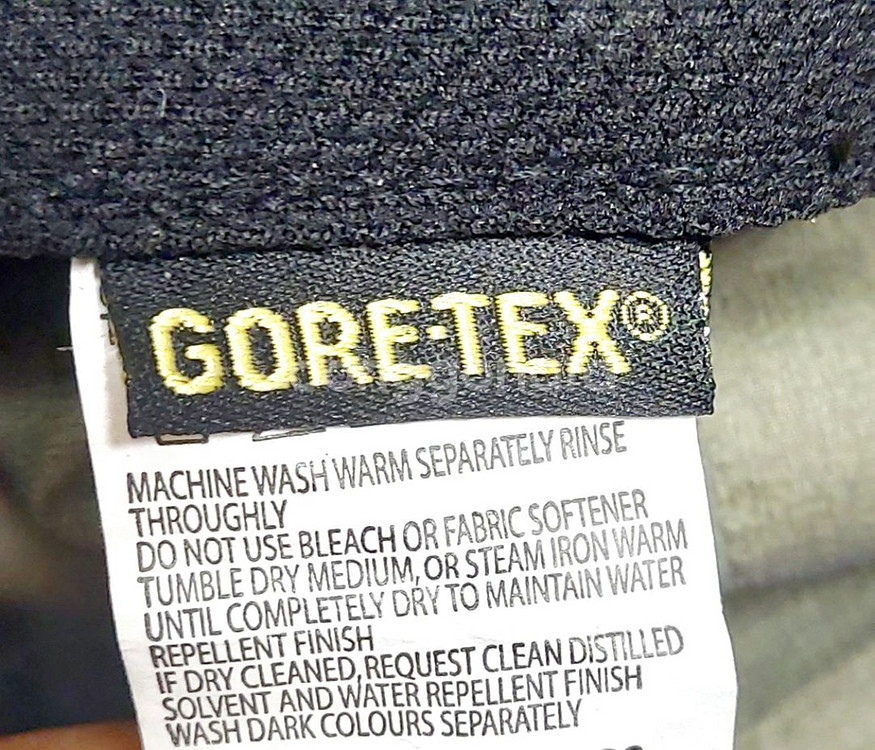 GORE-TEX®
MACHINE WASH WARM SEPARATELY RINSE
THROUGHLY
DO NOT USE BLEACH OR FABRIC SOFTENER
TUMBLE DRY MEDIUM, OR STEAM IRON WARM
UNTIL COMPLETELY DRY TO MAINTAIN WATER
REPELLENT FINISH
IF DRY CLEANED, REQUEST CLEAN DISTILLED
SOLVENT AND WATER REPELLENT FINISH
WASH DARK COLOURS SEPARATELY